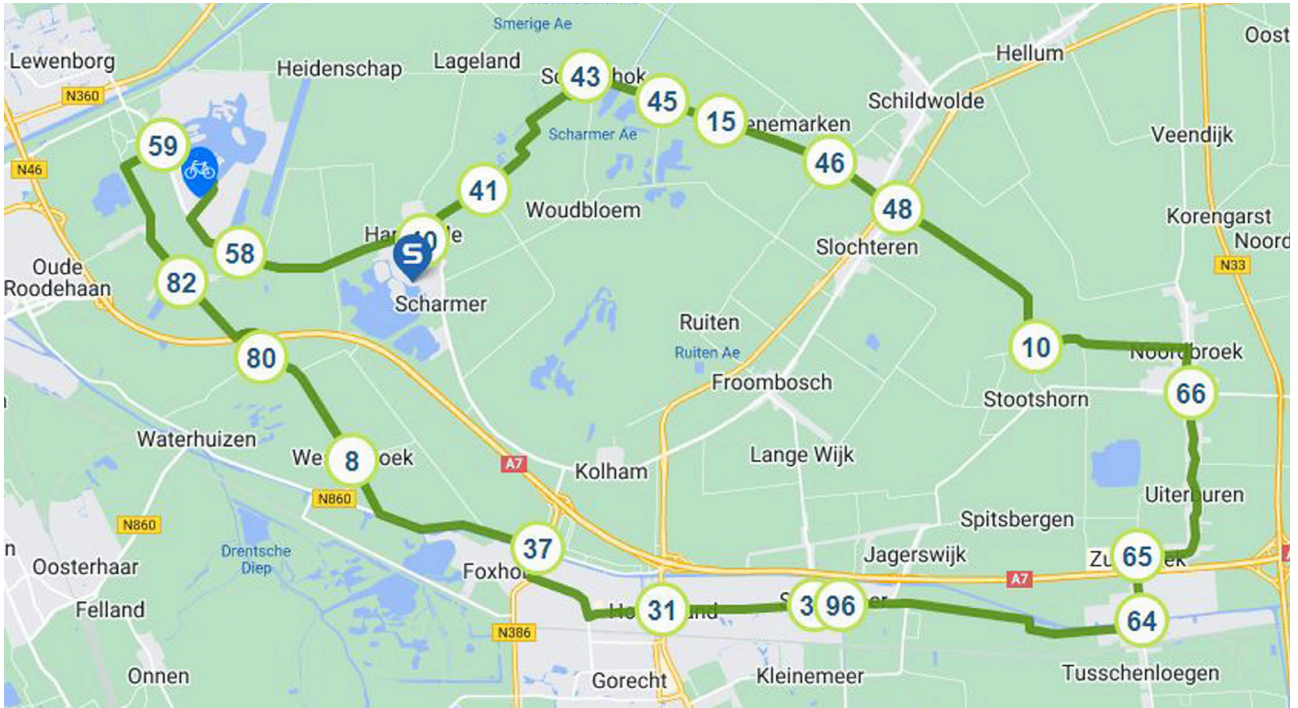 Smerige Ae
Oost
Lewenborg
Heidenschap
Lageland
Hellum
43
N360
45
Schildwolde
15
Scharmer Ae
Veendijk
59
46
N46
41
Woudbloem
48
Korengarst
58
Slochteren
Noord
S
N33
Oude
Roodehaan
82
Scharmer
Ruiten
10
Noordbroek
80
Ruiten Ae
Froombosch
66
Stootshorn
Waterhuizen
8
Lange Wijk
A7
Kolham
N860
Uiterburen
N860
Spitsbergen
Drentsche
Diep
37
Jagerswijk
65
Oosterhaar
A7
Felland
31
96
64
N386
Tusschenloegen
Onnen
Gorecht
Kleinemeer